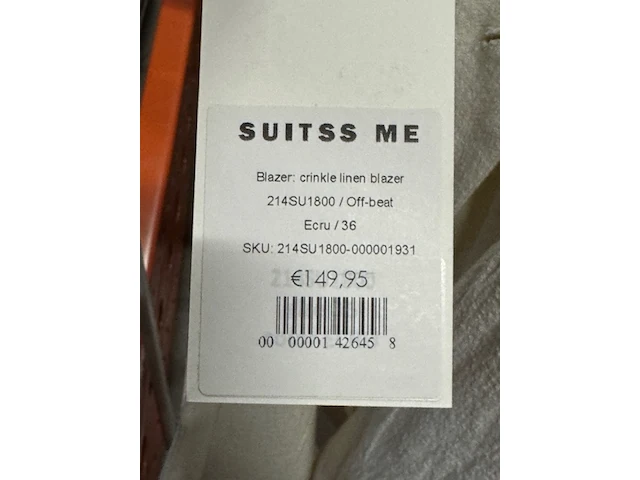 SUITSS ME
Blazer: crinkle linen blazer
214SU1800 / Off-beat
Ecru / 36
SKU: 214SU1800-000001931
€149,95
00 00001 42645 8